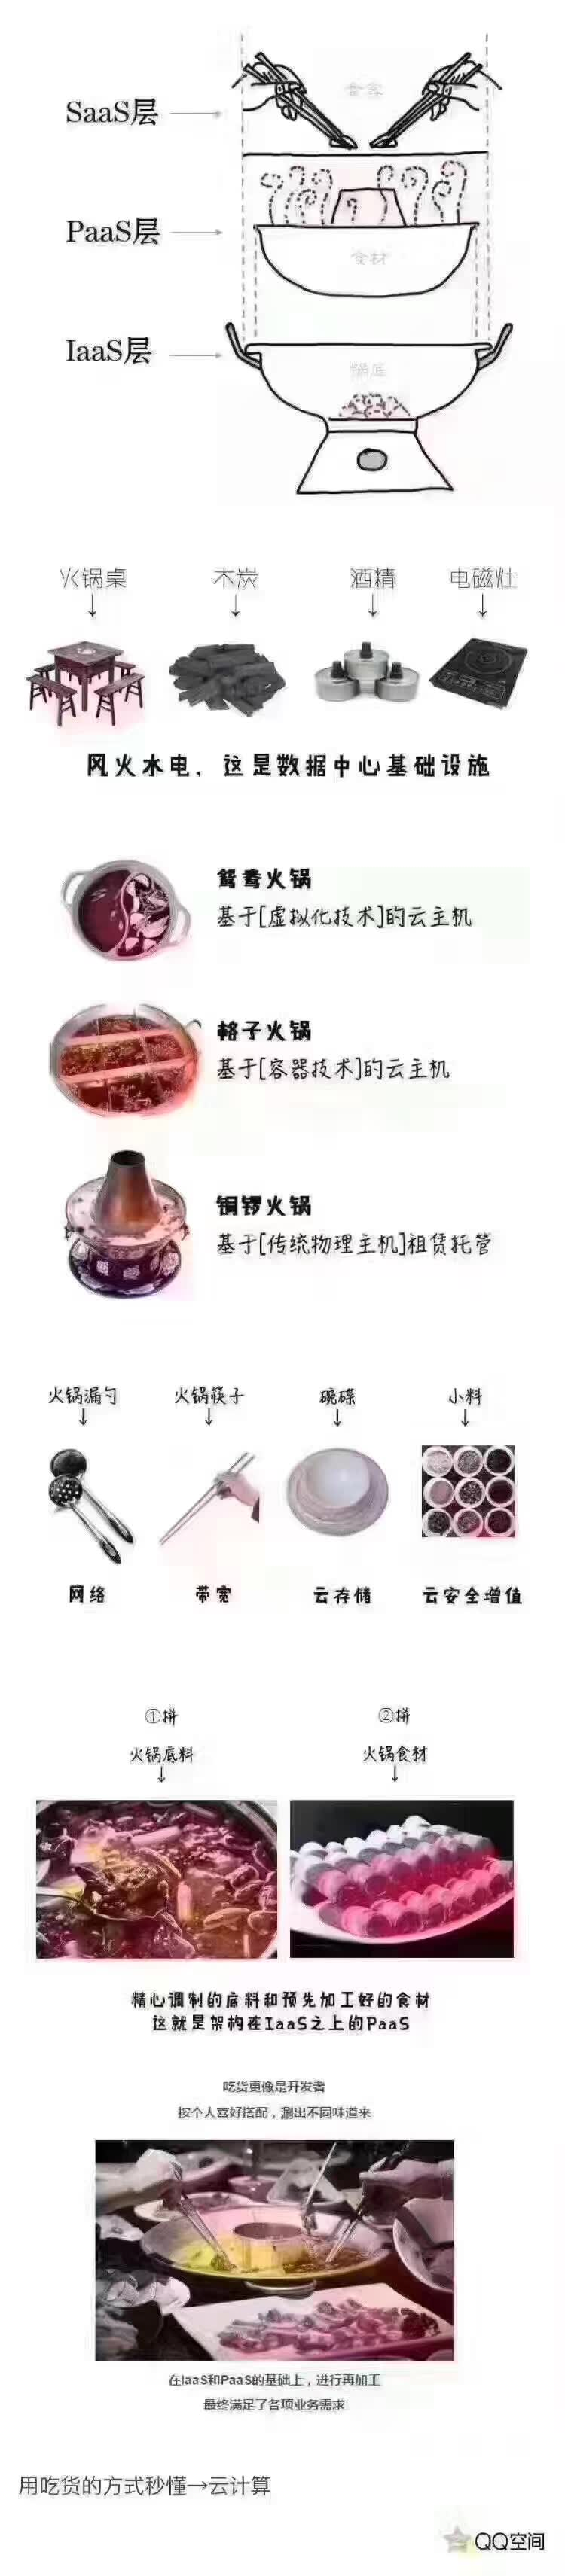 食客
SaaS层
PaaS层
食材
IaaS层
锅底
火锅桌 木炭 酒精 电磁灶
风火水电，这是数据中心基础设施
鸳鸯火锅
基于[虚拟化技术]的云主机
格子火锅
基于[容器技术]的云主机
铜锣火锅
基于[传统物理主机]租赁托管
火锅漏勺 火锅筷子 碗碟 小料
网络 带宽 云存储 云安全增值
①拼 ②拼
火锅底料 火锅食材
精心调制的底料和预先加工好的食材
这就是架构在IaaS之上的PaaS
吃货更像是开发者
按个人喜好搭配，涮出不同味道来
在IaaS和PaaS的基础上，进行再加工
最终满足了各项业务需求
用吃货的方式秒懂→云计算
QQ空间